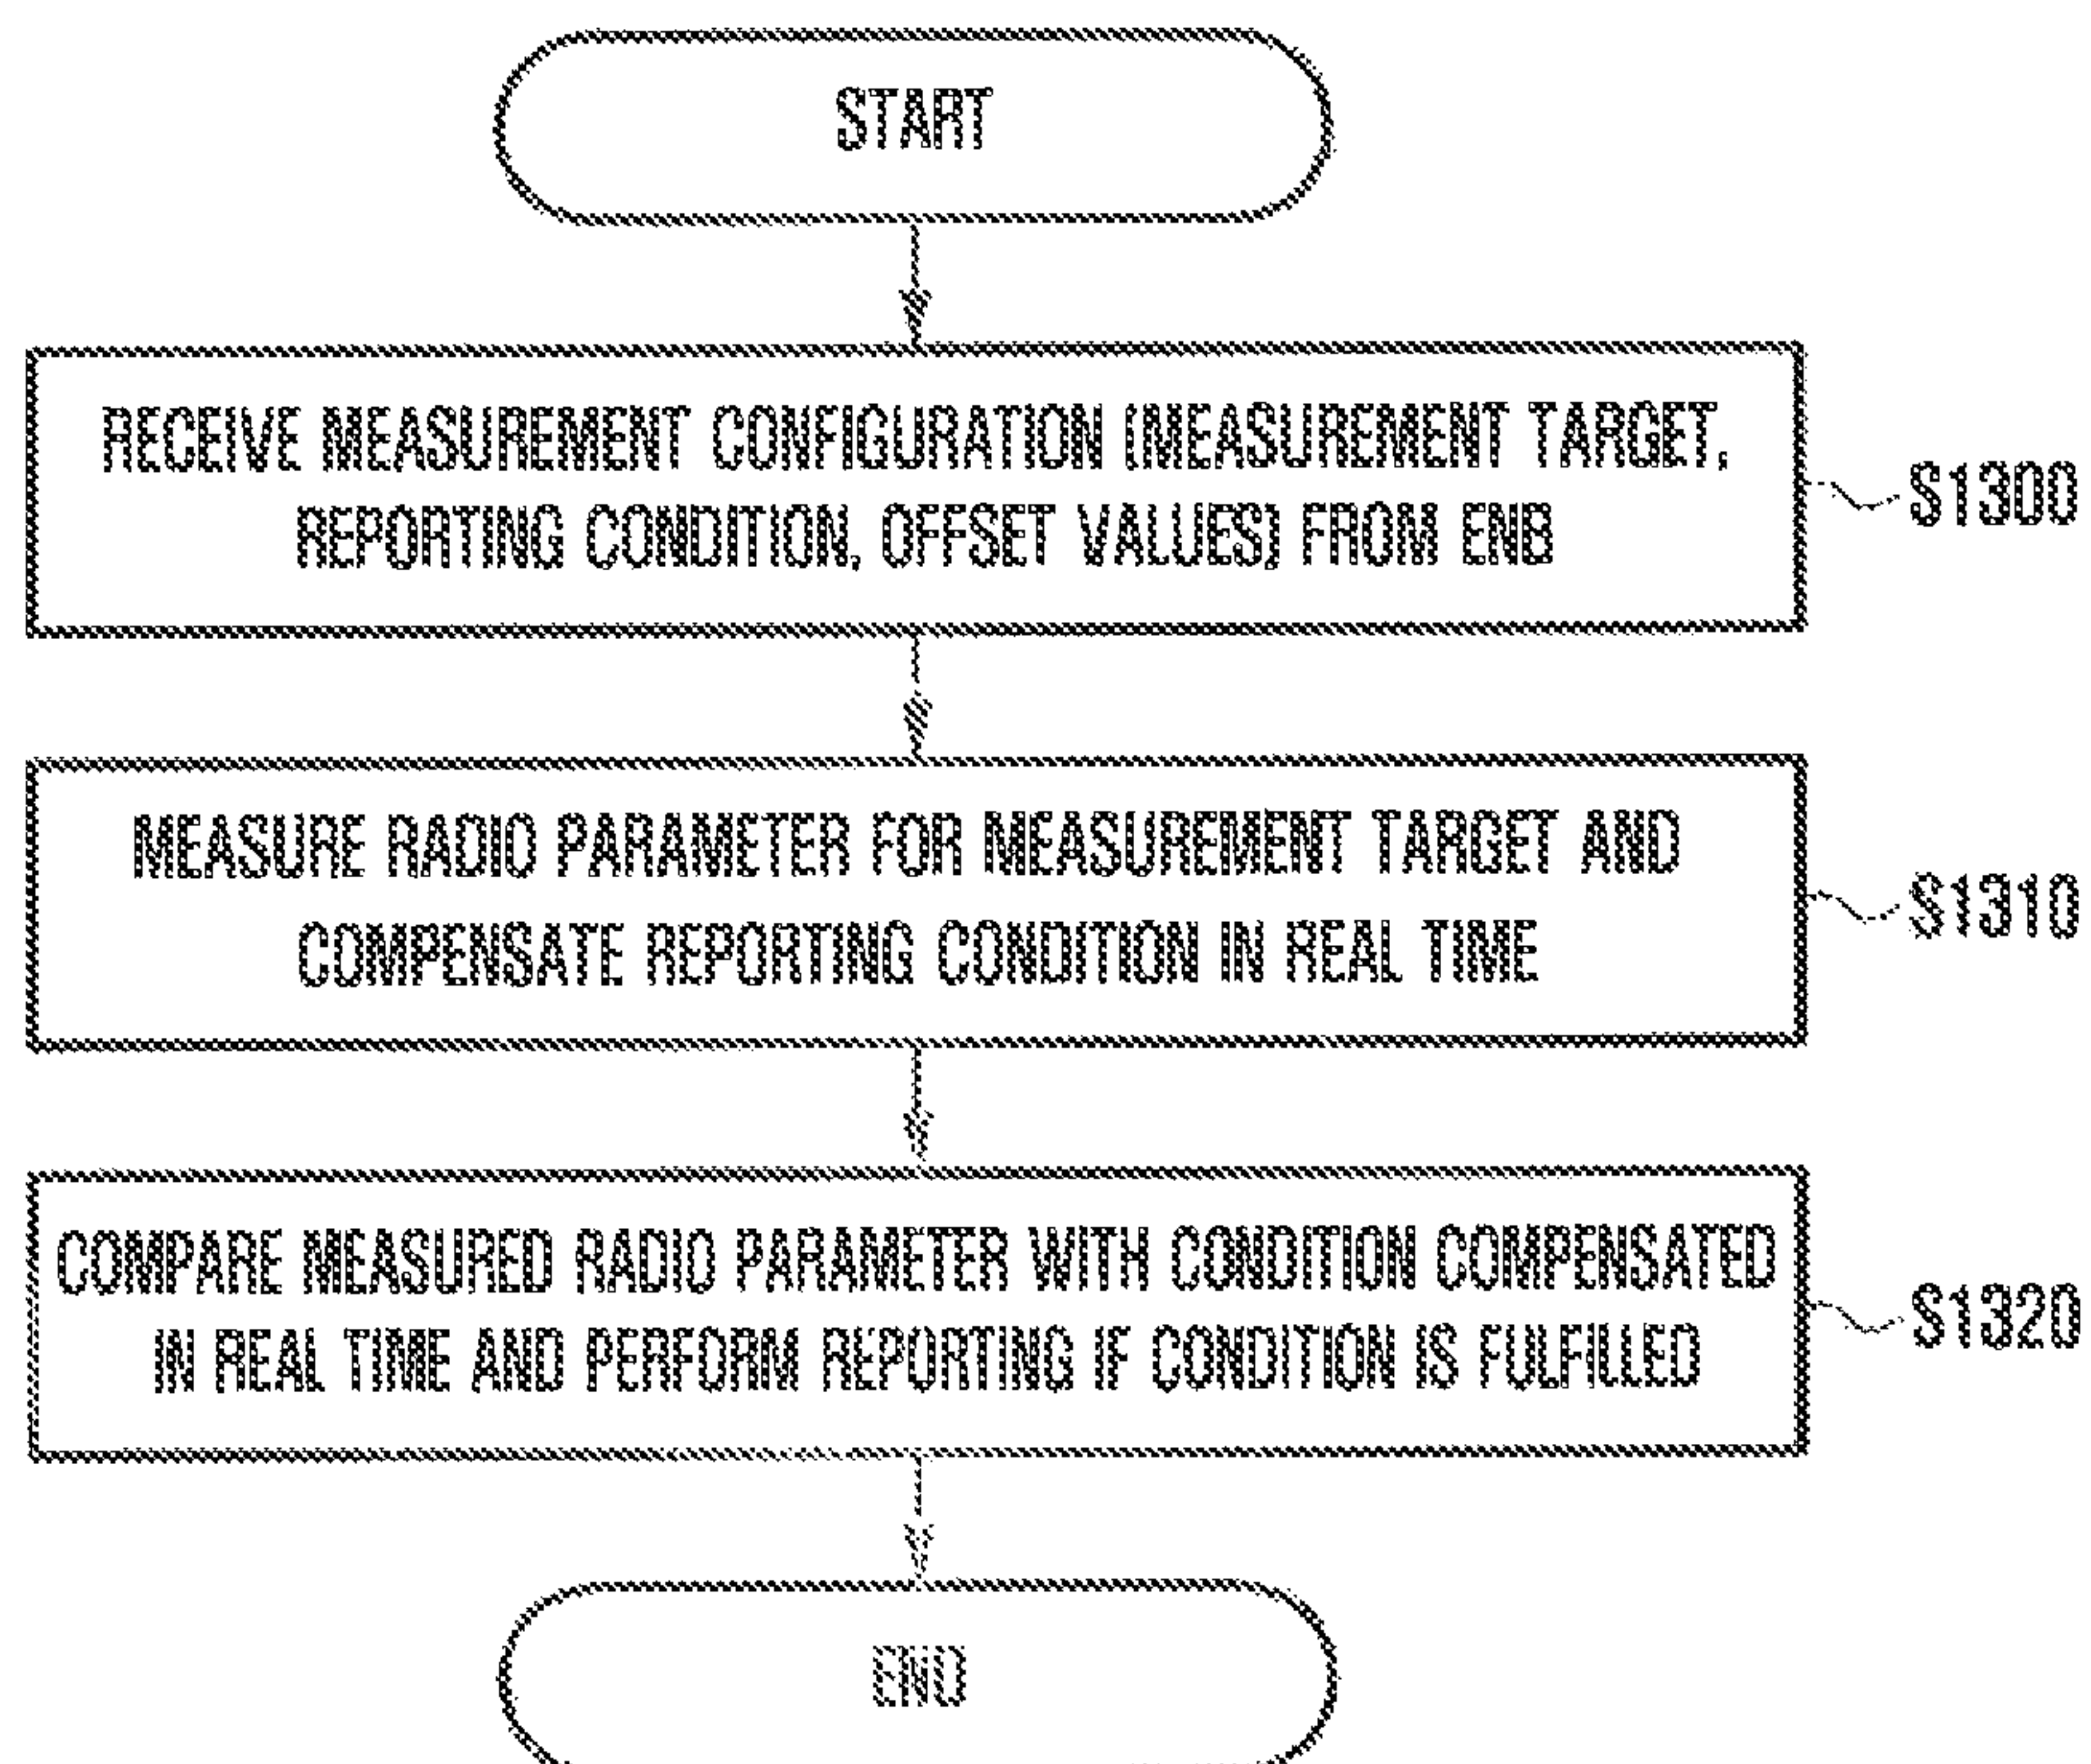 START
RECEIVE MEASUREMENT CONFIGURATION (MEASUREMENT TARGET,
REPORTING CONDITION, OFFSET VALUES) FROM ENB
S1300
MEASURE RADIO PARAMETER FOR MEASUREMENT TARGET AND
COMPENSATE REPORTING CONDITION IN REAL TIME
S1310
COMPARE MEASURED RADIO PARAMETER WITH CONDITION COMPENSATED
IN REAL TIME AND PERFORM REPORTING IF CONDITION IS FULFILLED
S1320
END